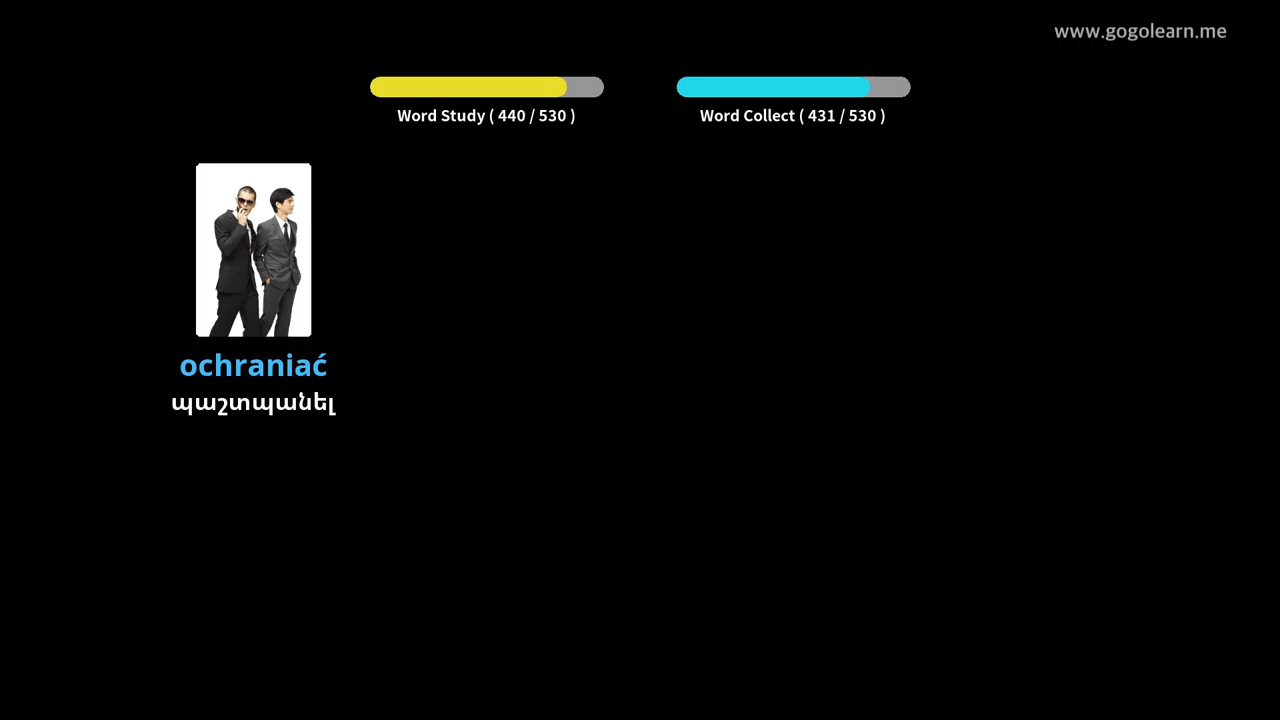 www.gogolearn.me
Word Study ( 440 / 530 )
Word Collect ( 431 / 530 )
ochraniać
պաշտպանել